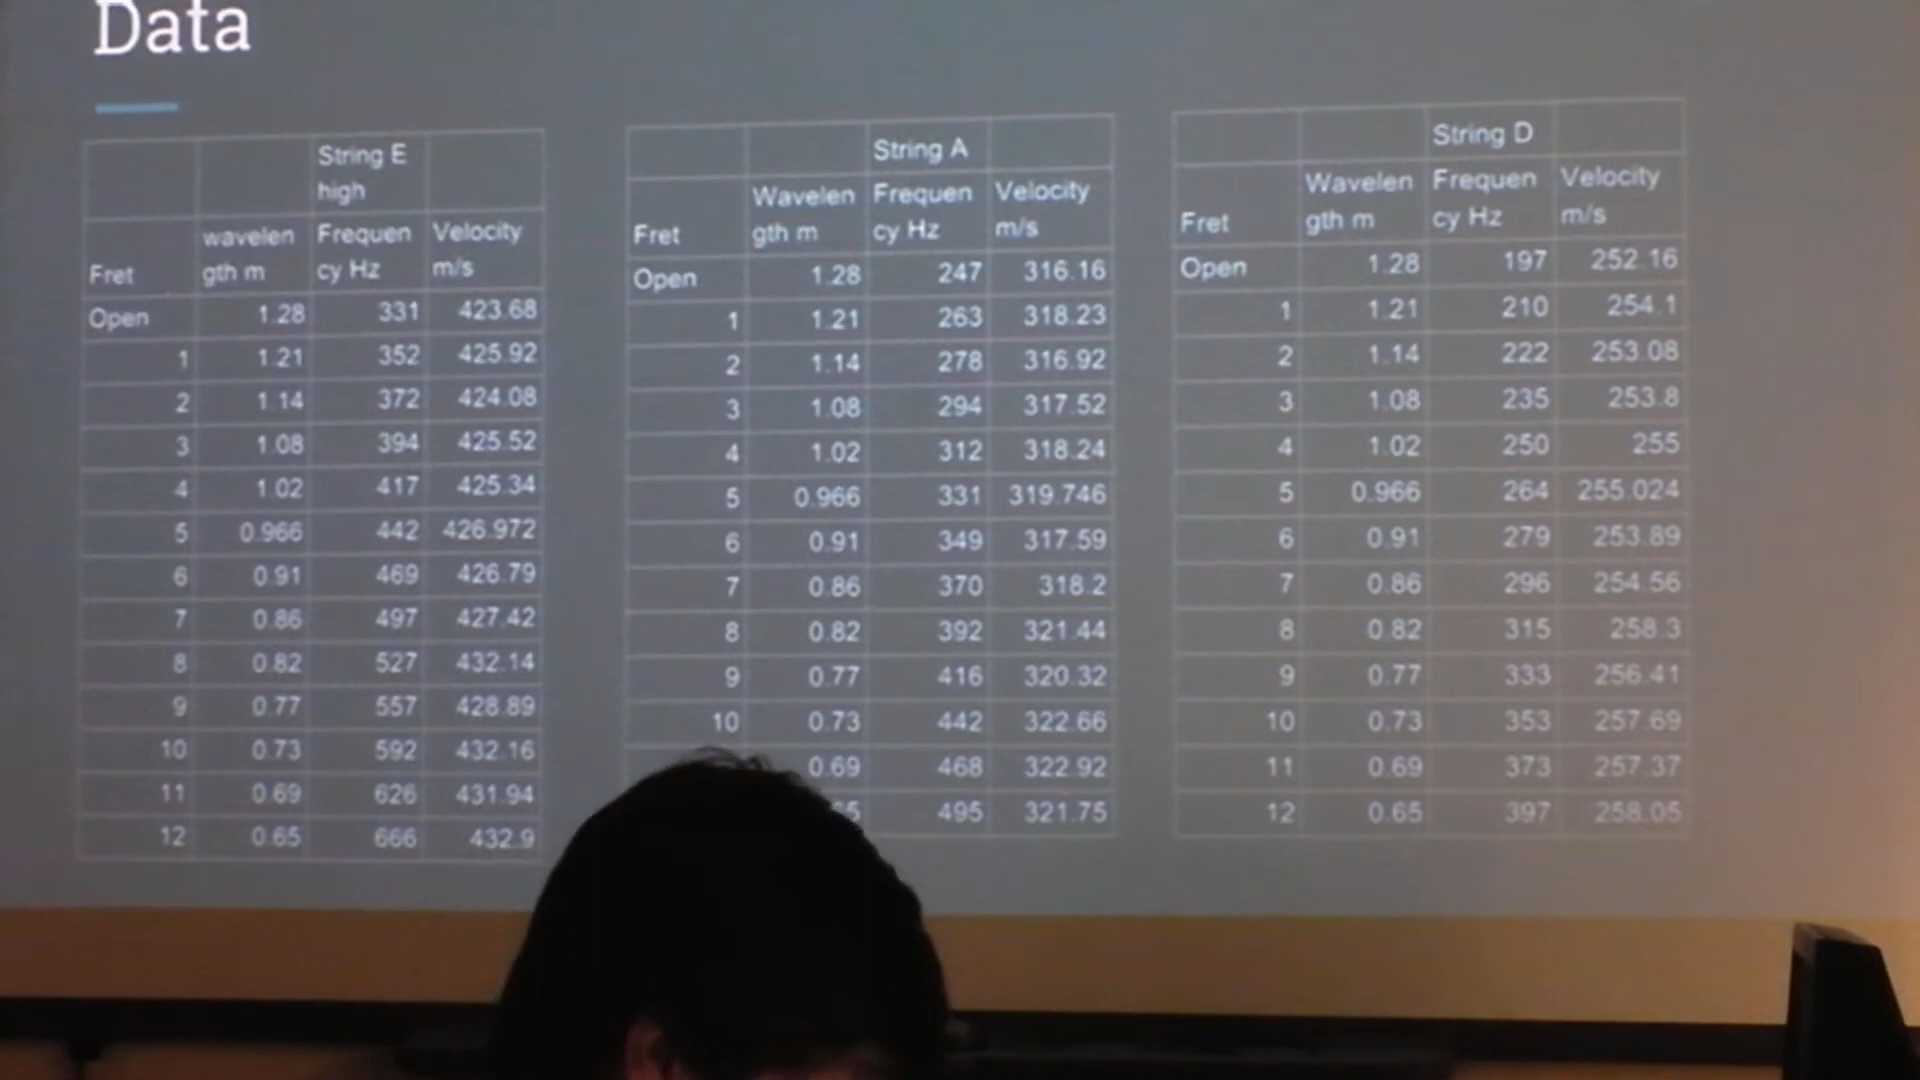 Data
String E
high
Fret wavelen gth m Frequen cy Hz Velocity m/s
Open 1.28 331 423.68
1 1.21 352 425.92
2 1.14 372 424.08
3 1.08 394 425.52
4 1.02 417 425.34
5 0.966 442 426.972
6 0.91 469 426.79
7 0.86 497 427.42
8 0.82 527 432.14
9 0.77 557 428.89
10 0.73 592 432.16
11 0.69 626 431.94
12 0.65 666 432.9
String A
Fret Wavelen gth m Frequen cy Hz Velocity m/s
Open 1.28 247 316.16
1 1.21 263 318.23
2 1.14 278 316.92
3 1.08 294 317.52
4 1.02 312 318.24
5 0.966 331 319.746
6 0.91 349 317.59
7 0.86 370 318.2
8 0.82 392 321.44
9 0.77 416 320.32
10 0.73 442 322.66
0.69 468 322.92
495 321.75
String D
Fret Wavelen gth m Frequen cy Hz Velocity m/s
Open 1.28 197 252.16
1 1.21 210 254.1
2 1.14 222 253.08
3 1.08 235 253.8
4 1.02 250 255
5 0.966 264 255.024
6 0.91 279 253.89
7 0.86 296 254.56
8 0.82 315 258.3
9 0.77 333 256.41
10 0.73 353 257.69
11 0.69 373 257.37
12 0.65 397 258.05